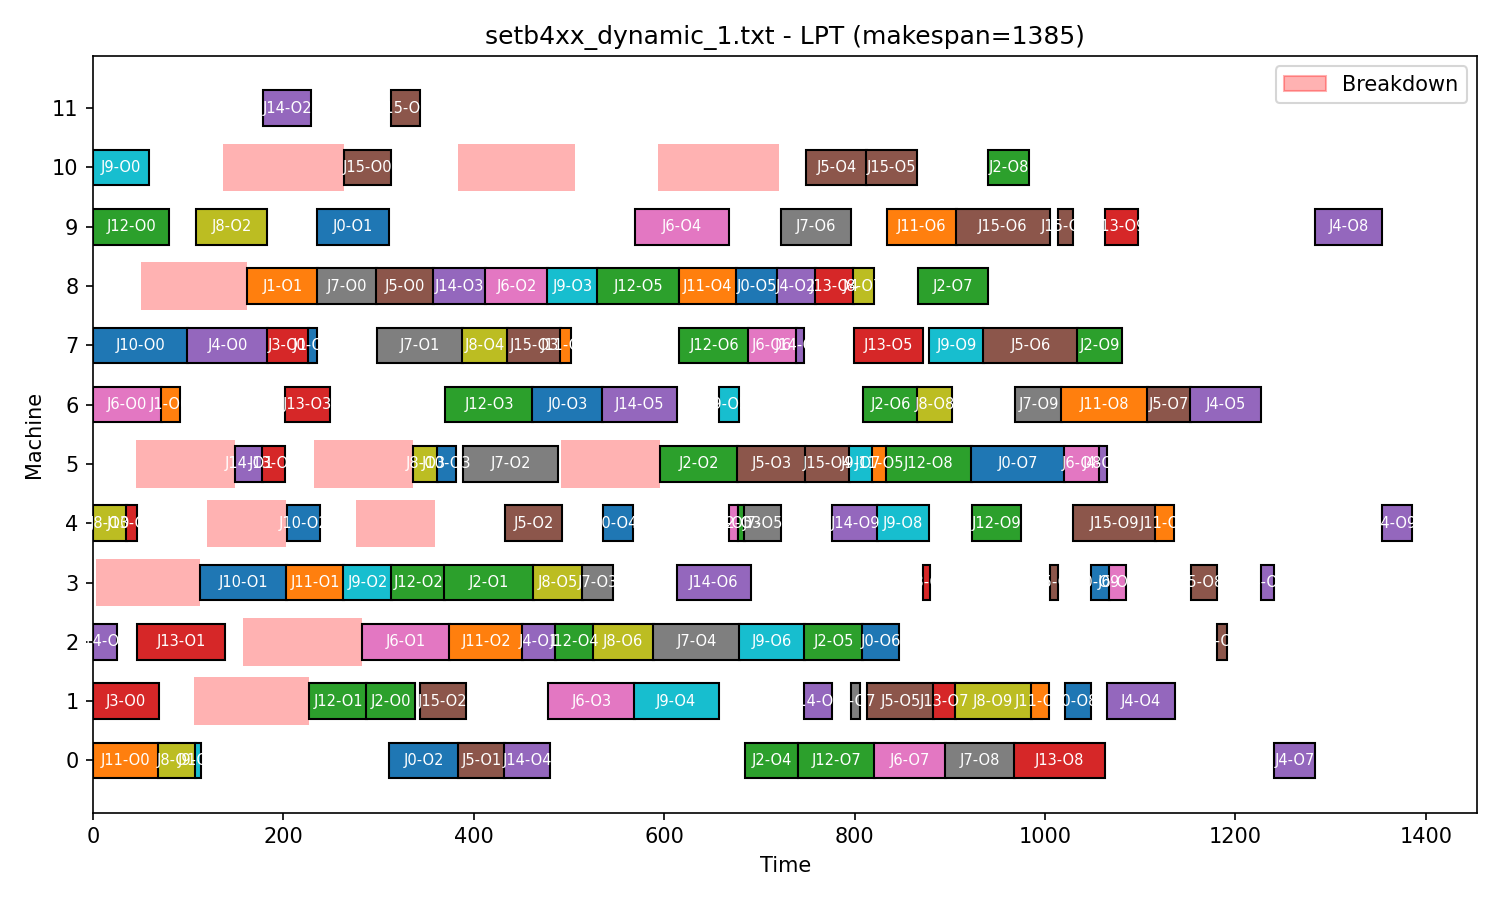 setb4xx_dynamic_1.txt - LPT (makespan=1385)
Breakdown
Machine
11
J14-O2
10
J9-O0 J15-O0 J5-O4 J15-O5 J2-O8
9
J12-O0 J8-O2 J0-O1 J6-O4 J7-O6 J11-O6 J15-O6 J4-O8
8
J1-O1 J7-O0 J5-O0 J14-O3 J6-O2 J9-O3 J12-O5 J11-O4 J0-O5 J4-O2 J2-O7
7
J10-O0 J4-O0 J3-O1 J7-O1 J8-O4 J15-O3 J12-O6 J6-O6 J13-O5 J9-O9 J5-O6 J2-O9
6
J6-O0 J13-O3 J12-O3 J0-O3 J14-O5 J2-O6 J8-O8 J7-O9 J11-O8 J5-O7 J4-O5
5
J7-O2 J2-O2 J5-O3 J12-O8 J0-O7
4
J10-O2 J5-O2 J14-O9 J9-O8 J12-O9 J15-O9
3
J10-O1 J11-O1 J9-O2 J12-O2 J2-O1 J8-O5 J14-O6
2
J13-O1 J6-O1 J11-O2 J8-O6 J7-O4 J9-O6 J2-O5 J0-O6
1
J3-O0 J12-O1 J2-O0 J15-O2 J6-O3 J9-O4 J5-O5 J8-O9 J4-O4
0
J11-O0 J0-O2 J5-O1 J14-O4 J2-O4 J12-O7 J6-O7 J7-O8 J13-O8 J4-O7
0 200 400 600 800 1000 1200 1400
Time